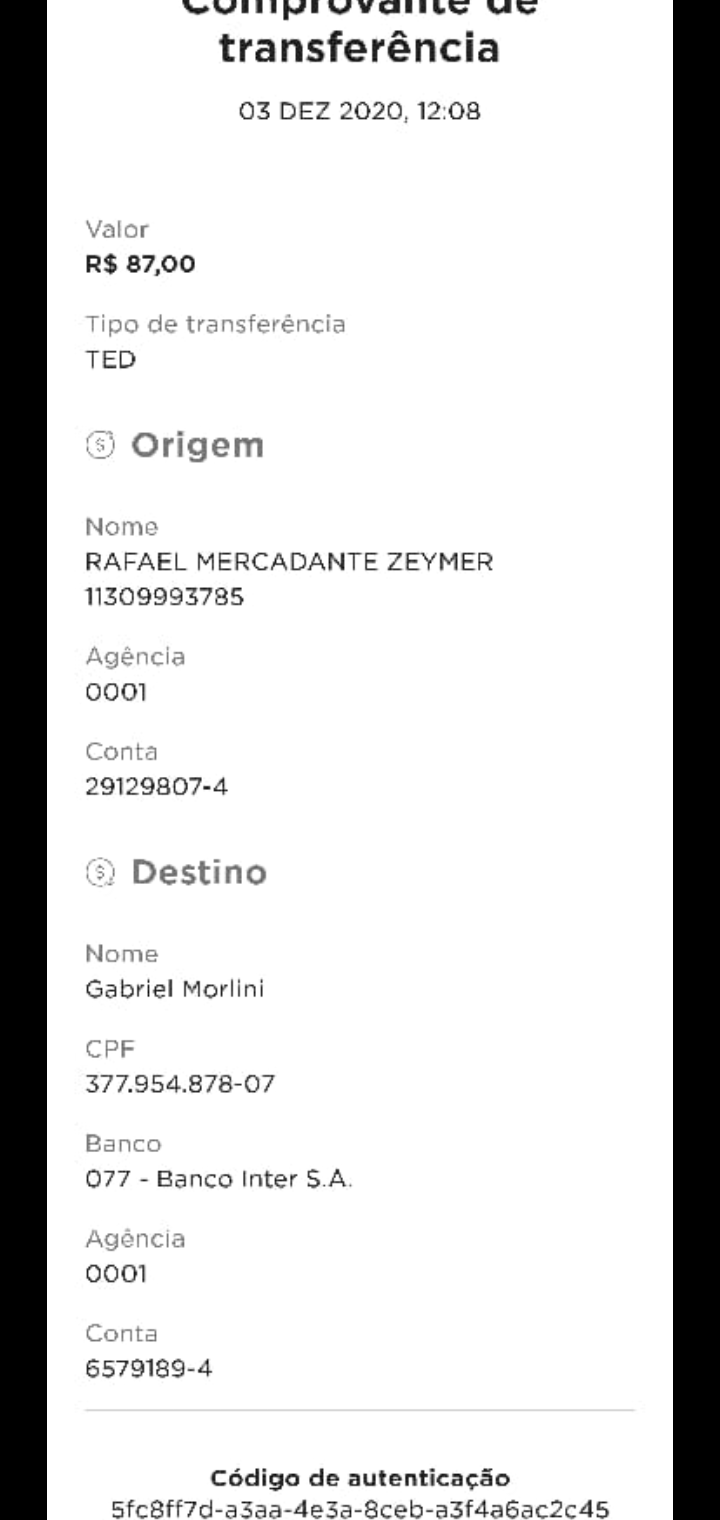 Comprovante de
transferência
03 DEZ 2020, 12:08
Valor
R$ 87,00
Tipo de transferência
TED
Origem
Nome
RAFAEL MERCADANTE ZEYMER
11309993785
Agência
0001
Conta
29129807-4
Destino
Nome
Gabriel Morlini
CPF
377.954.878-07
Banco
077 - Banco Inter S.A.
Agência
0001
Conta
6579189-4
Código de autenticação
5fc8ff7d-a3aa-4e3a-8ceb-a3f4a6ac2c45